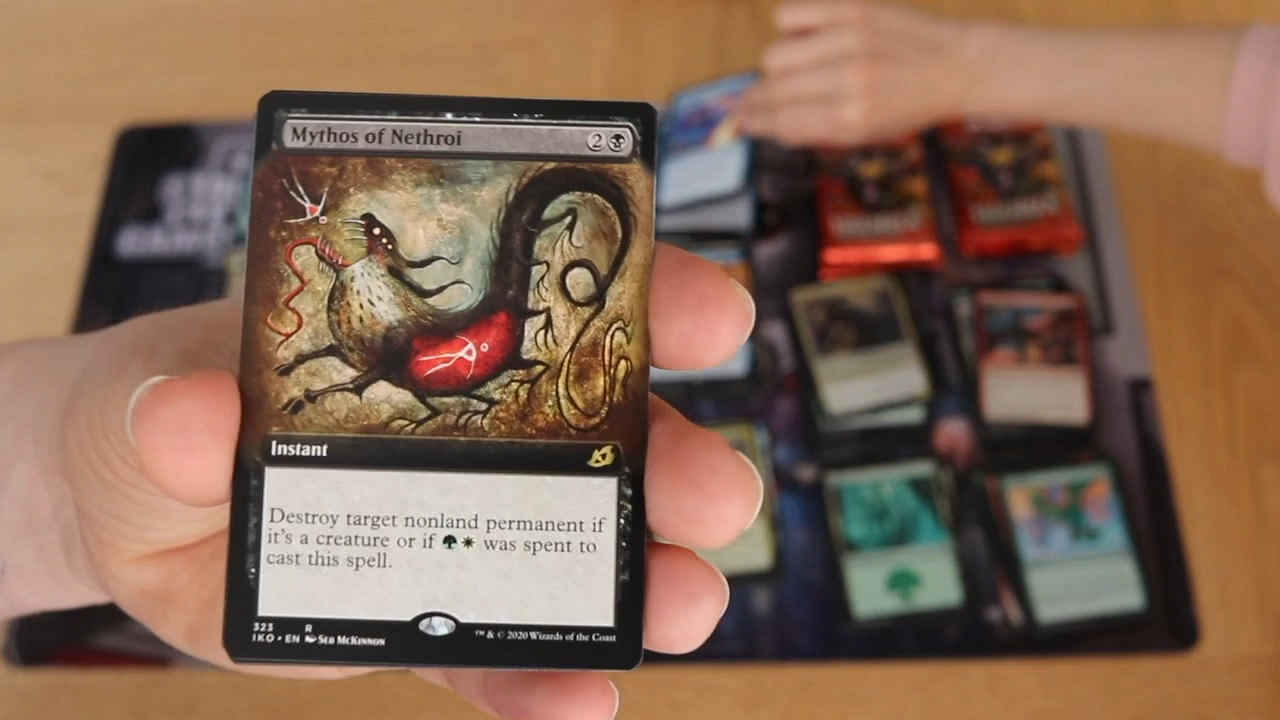 Mythos of Nethroi 2
Instant
Destroy target nonland permanent if
it's a creature or if was spent to
cast this spell.
323 R
IKO • EN Seb McKinnon
™ & © 2020 Wizards of the Coast